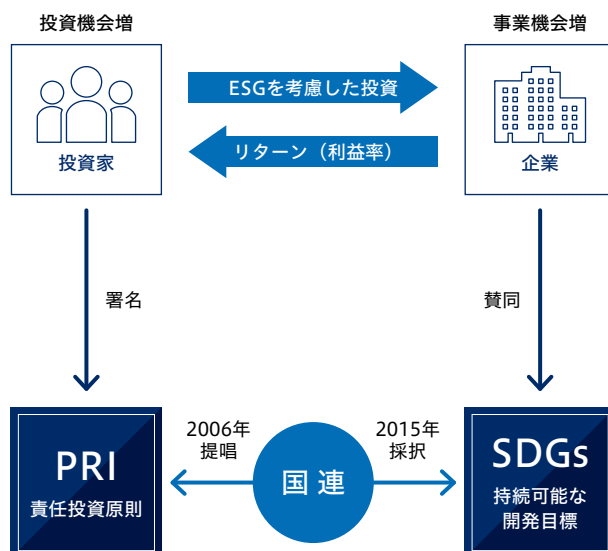 投資機会増
事業機会増
ESGを考慮した投資
リターン（利益率）
投資家
企業
署名
賛同
2006年
提唱
2015年
採択
国連
PRI
責任投資原則
SDGs
持続可能な
開発目標